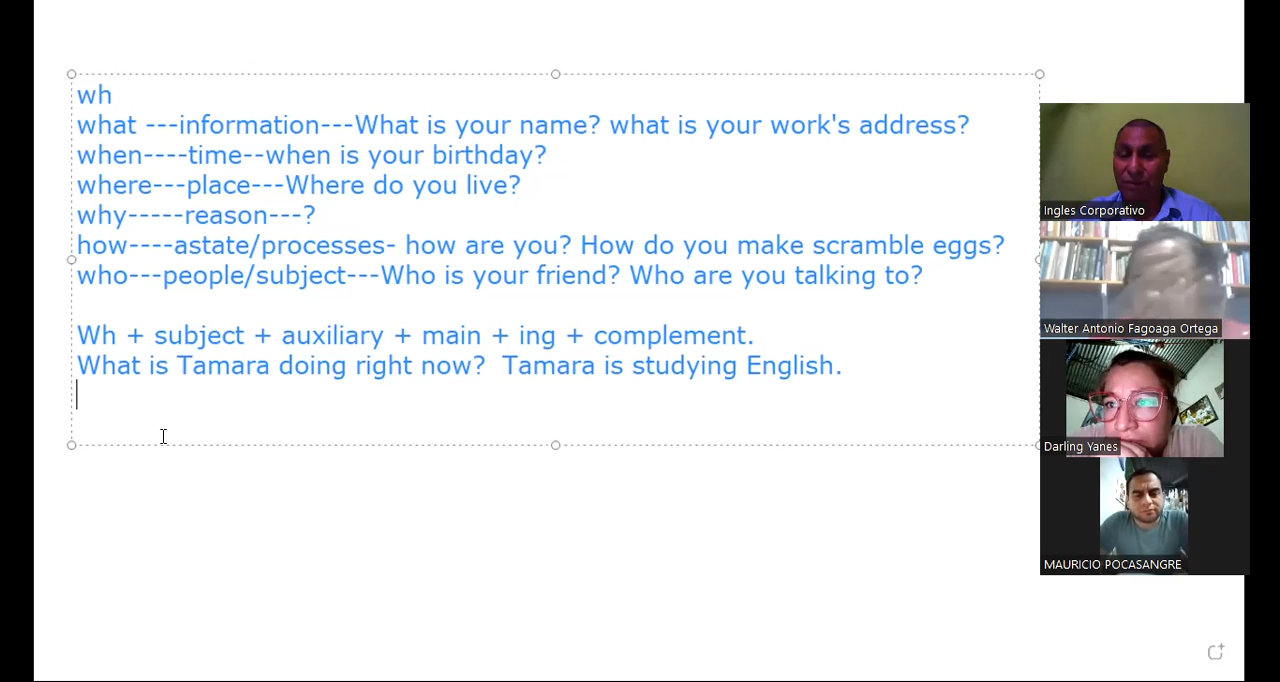 wh
what ---information---What is your name? what is your work's address?
when----time--when is your birthday?
where---place---Where do you live?
why-----reason---?
how----astate/processes- how are you? How do you make scramble eggs?
who---people/subject---Who is your friend? Who are you talking to?
Wh + subject + auxiliary + main + ing + complement.
What is Tamara doing right now?  Tamara is studying English.
Ingles Corporativo
Walter Antonio Fagoaga Ortega
Darling Yanes
MAURICIO POCASANGRE